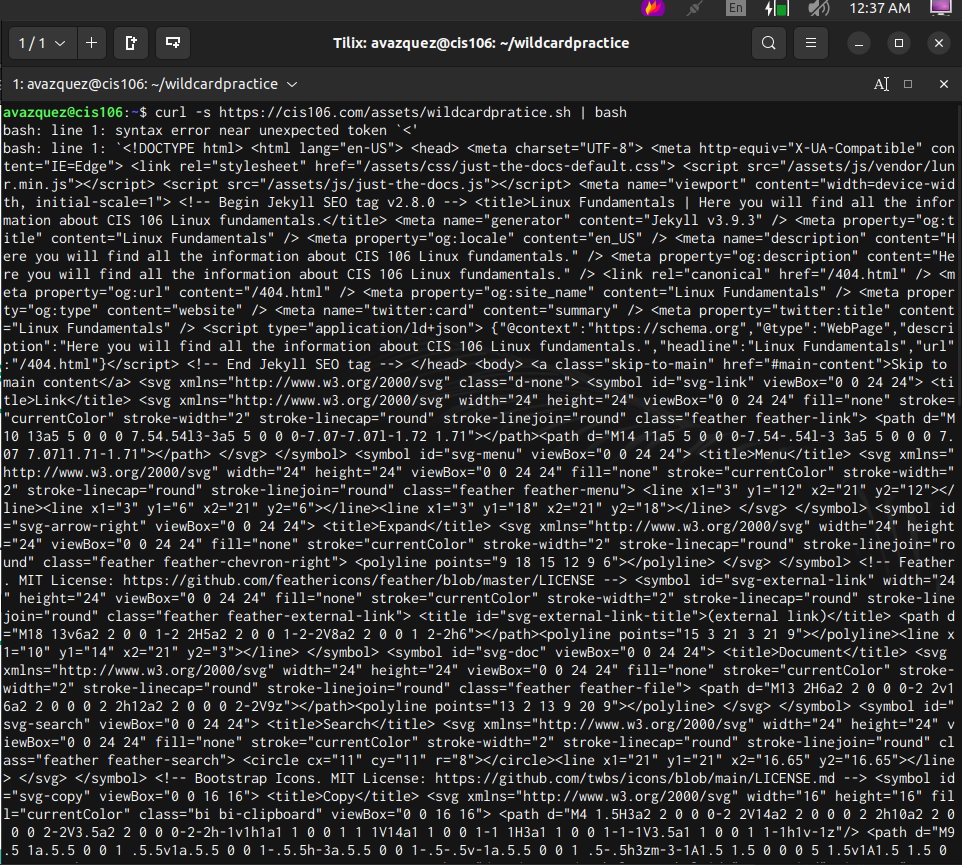 En
12:37 AM
1 / 1
Tilix: avazquez@cis106: ~/wildcardpractice
1: avazquez@cis106: ~/wildcardpractice
avazquez@cis106:~$ curl -s https://cis106.com/assets/wildcardpratice.sh | bash
bash: line 1: syntax error near unexpected token `<'
bash: line 1: `<!DOCTYPE html> <html lang="en-US"> <head> <meta charset="UTF-8"> <meta http-equiv="X-UA-Compatible" con
tent="IE=Edge"> <link rel="stylesheet" href="/assets/css/just-the-docs-default.css"> <script src="/assets/js/vendor/lun
r.min.js"></script> <script src="/assets/js/just-the-docs.js"></script> <meta name="viewport" content="width=device-wid
th, initial-scale=1"> <!-- Begin Jekyll SEO tag v2.8.0 --> <title>Linux Fundamentals | Here you will find all the infor
mation about CIS 106 Linux fundamentals.</title> <meta name="generator" content="Jekyll v3.9.3" /> <meta property="og:t
itle" content="Linux Fundamentals" /> <meta property="og:locale" content="en_US" /> <meta name="description" content="H
ere you will find all the information about CIS 106 Linux fundamentals." /> <meta property="og:description" content="He
re you will find all the information about CIS 106 Linux fundamentals." /> <link rel="canonical" href="/404.html" /> <m
eta property="og:url" content="/404.html" /> <meta property="og:site_name" content="Linux Fundamentals" /> <meta proper
ty="og:type" content="website" /> <meta name="twitter:card" content="summary" /> <meta property="twitter:title" content
="Linux Fundamentals" /> <script type="application/ld+json"> {"@context":"https://schema.org","@type":"WebPage","descri
ption":"Here you will find all the information about CIS 106 Linux fundamentals.","headline":"Linux Fundamentals","url"
:"/404.html"}</script> <!-- End Jekyll SEO tag --> </head> <body> <a class="skip-to-main" href="#main-content">Skip to 
main content</a> <svg xmlns="http://www.w3.org/2000/svg" class="d-none"> <symbol id="svg-link" viewBox="0 0 24 24"> <ti
tle>Link</title> <svg xmlns="http://www.w3.org/2000/svg" width="24" height="24" viewBox="0 0 24 24" fill="none" stroke=
"currentColor" stroke-width="2" stroke-linecap="round" stroke-linejoin="round" class="feather feather-link"> <path d="M
10 13a5 5 0 0 0 7.54.54l3-3a5 5 0 0 0-7.07-7.07l-1.72 1.71"></path><path d="M14 11a5 5 0 0 0-7.54-.54l-3 3a5 5 0 0 0 7.
07 7.07l1.71-1.71"></path> </svg> </symbol> <symbol id="svg-menu" viewBox="0 0 24 24"> <title>Menu</title> <svg xmlns="
http://www.w3.org/2000/svg" width="24" height="24" viewBox="0 0 24 24" fill="none" stroke="currentColor" stroke-width="
2" stroke-linecap="round" stroke-linejoin="round" class="feather feather-menu"> <line x1="3" y1="12" x2="21" y2="12"></
line><line x1="3" y1="6" x2="21" y2="6"></line><line x1="3" y1="18" x2="21" y2="18"></line> </svg> </symbol> <symbol id
="svg-arrow-right" viewBox="0 0 24 24"> <title>Expand</title> <svg xmlns="http://www.w3.org/2000/svg" width="24" height
="24" viewBox="0 0 24 24" fill="none" stroke="currentColor" stroke-width="2" stroke-linecap="round" stroke-linejoin="ro
und" class="feather feather-chevron-right"> <polyline points="9 18 15 12 9 6"></polyline> </svg> </symbol> <!-- Feather
. MIT License: https://github.com/feathericons/feather/blob/master/LICENSE --> <symbol id="svg-external-link" width="24
" height="24" viewBox="0 0 24 24" fill="none" stroke="currentColor" stroke-width="2" stroke-linecap="round" stroke-line
join="round" class="feather feather-external-link"> <title id="svg-external-link-title">(external link)</title> <path d
="M18 13v6a2 2 0 0 1-2 2H5a2 2 0 0 1-2-2V8a2 2 0 0 1 2-2h6"></path><polyline points="15 3 21 3 21 9"></polyline><line x
1="10" y1="14" x2="21" y2="3"></line> </symbol> <symbol id="svg-doc" viewBox="0 0 24 24"> <title>Document</title> <svg 
xmlns="http://www.w3.org/2000/svg" width="24" height="24" viewBox="0 0 24 24" fill="none" stroke="currentColor" stroke-
width="2" stroke-linecap="round" stroke-linejoin="round" class="feather feather-file"> <path d="M13 2H6a2 2 0 0 0-2 2v1
6a2 2 0 0 0 2 2h12a2 2 0 0 0 2-2V9z"></path><polyline points="13 2 13 9 20 9"></polyline> </svg> </symbol> <symbol id="
svg-search" viewBox="0 0 24 24"> <title>Search</title> <svg xmlns="http://www.w3.org/2000/svg" width="24" height="24" v
iewBox="0 0 24 24" fill="none" stroke="currentColor" stroke-width="2" stroke-linecap="round" stroke-linejoin="round" cl
ass="feather feather-search"> <circle cx="11" cy="11" r="8"></circle><line x1="21" y1="21" x2="16.65" y2="16.65"></line
> </svg> </symbol> <!-- Bootstrap Icons. MIT License: https://github.com/twbs/icons/blob/main/LICENSE.md --> <symbol id
="svg-copy" viewBox="0 0 16 16"> <title>Copy</title> <svg xmlns="http://www.w3.org/2000/svg" width="16" height="16" fil
l="currentColor" class="bi bi-clipboard" viewBox="0 0 16 16"> <path d="M4 1.5H3a2 2 0 0 0-2 2V14a2 2 0 0 0 2 2h10a2 2 0
 0 0 2-2V3.5a2 2 0 0 0-2-2h-1v1h1a1 1 0 0 1 1 1V14a1 1 0 0 1-1 1H3a1 1 0 0 1-1-1V3.5a1 1 0 0 1 1-1h1v-1z"/> <path d="M9
.5 1a.5.5 0 0 1 .5.5v1a.5.5 0 0 1-.5.5h-3a.5.5 0 0 1-.5-.5v-1a.5.5 0 0 1 .5-.5h3zm-3-1A1.5 1.5 0 0 0 5 1.5v1A1.5 1.5 0